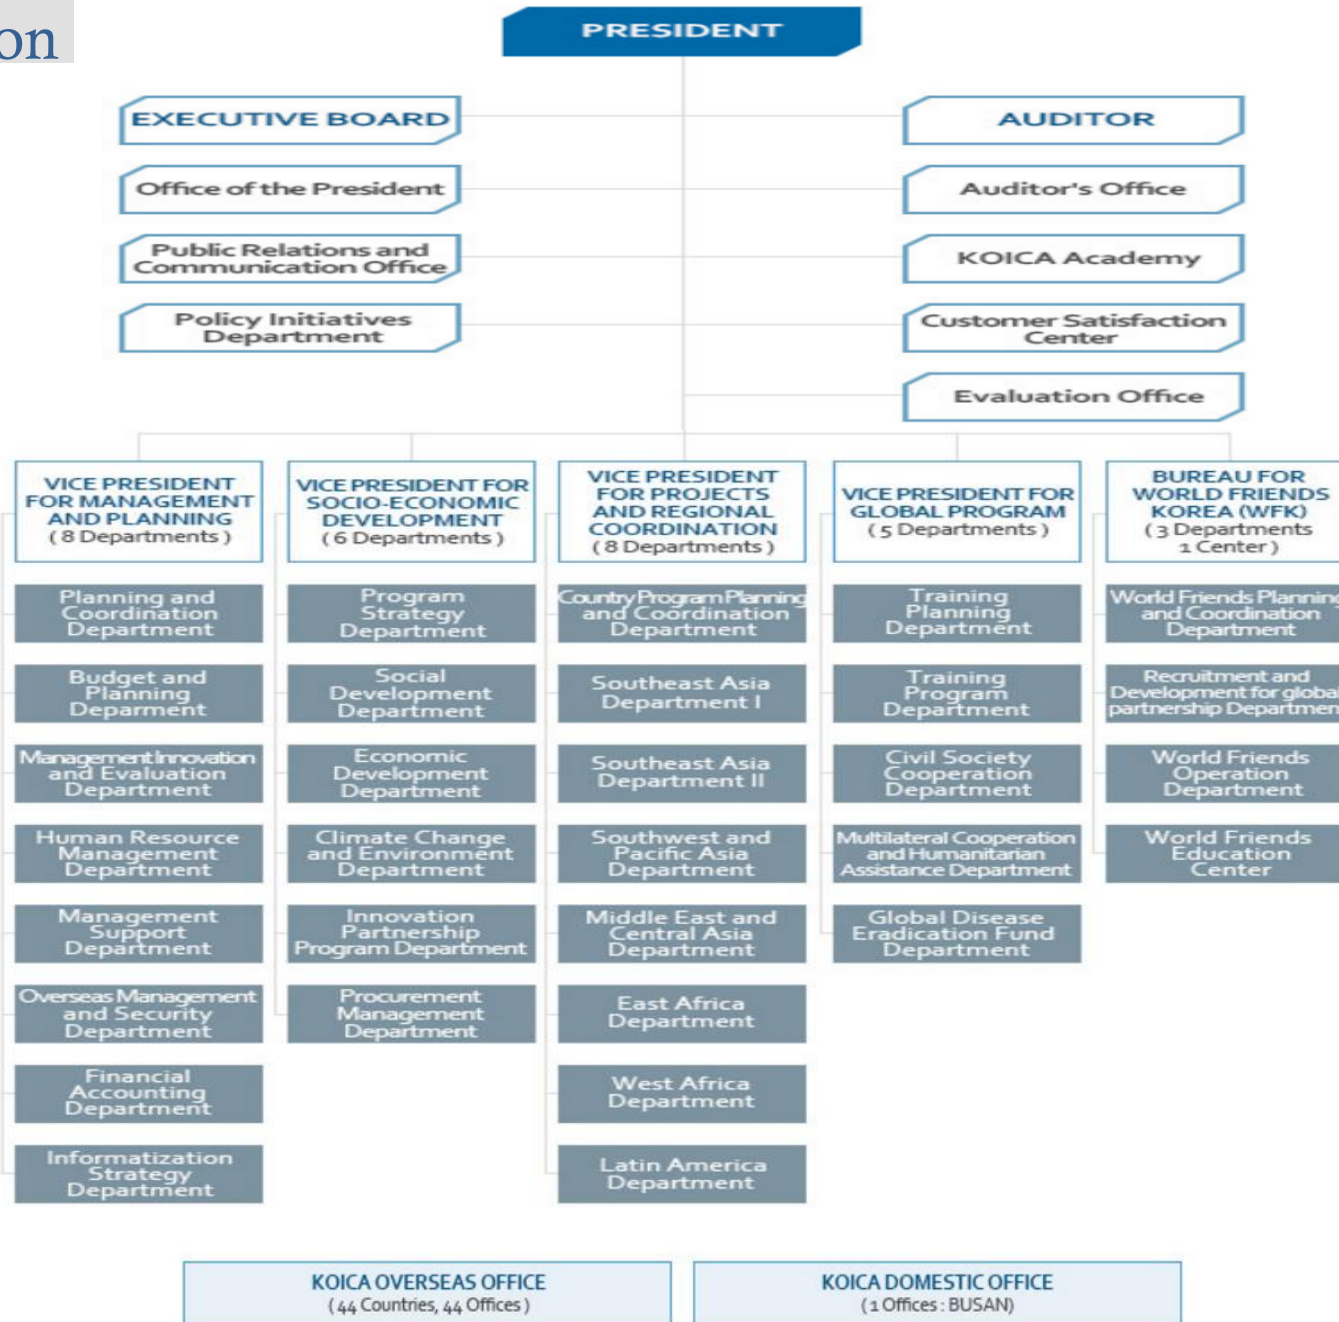 on
PRESIDENT
EXECUTIVE BOARD
AUDITOR
Office of the President
Auditor's Office
Public Relations and
Communication Office
KOICA Academy
Policy Initiatives
Department
Customer Satisfaction
Center
Evaluation Office
VICE PRESIDENT
FOR MANAGEMENT
AND PLANNING
( 8 Departments )
Planning and
Coordination
Department
Budget and
Planning
Deparment
Management Innovation
and Evaluation
Department
Human Resource
Management
Department
Management
Support
Department
Overseas Management
and Security
Department
Financial
Accounting
Department
Informatization
Strategy
Department
VICE PRESIDENT FOR
SOCIO-ECONOMIC
DEVELOPMENT
( 6 Departments )
Program
Strategy
Department
Social
Development
Department
Economic
Development
Department
Climate Change
and Environment
Department
Innovation
Partnership
Program Department
Procurement
Management
Department
VICE PRESIDENT
FOR PROJECTS
AND REGIONAL
COORDINATION
( 8 Departments )
Country Program Planning
and Coordination
Department
Southeast Asia
Department I
Southeast Asia
Department II
Southwest and
Pacific Asia
Department
Middle East and
Central Asia
Department
East Africa
Department
West Africa
Department
Latin America
Department
VICE PRESIDENT FOR
GLOBAL PROGRAM
( 5 Departments )
Training
Planning
Department
Training
Program
Department
Civil Society
Cooperation
Department
Multilateral Cooperation
and Humanitarian
Assistance Department
Global Disease
Eradication Fund
Department
BUREAU FOR
WORLD FRIENDS
KOREA (WFK)
( 3 Departments
1 Center )
World Friends Planning
and Coordination
Department
Recruitment and
Development for global
partnership Department
World Friends
Operation
Department
World Friends
Education
Center
KOICA OVERSEAS OFFICE
( 44 Countries, 44 Offices )
KOICA DOMESTIC OFFICE
( 1 Offices : BUSAN)